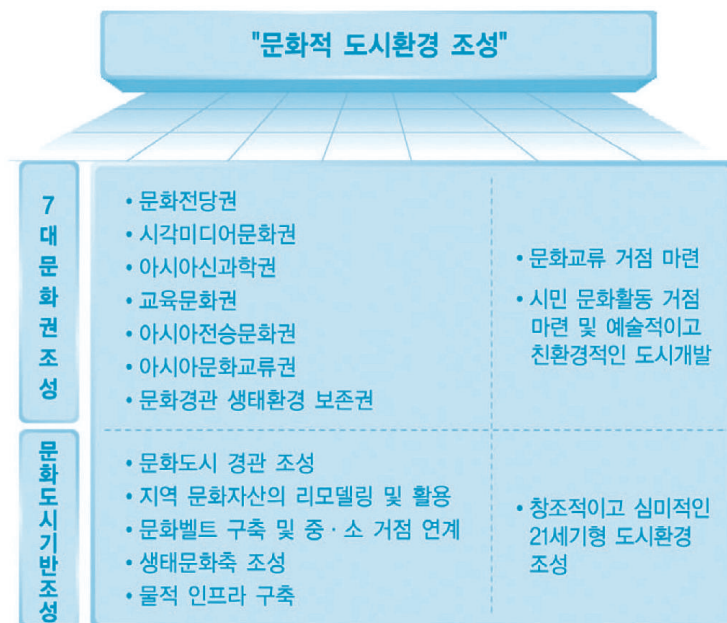 "문화적 도시환경 조성"
7대문화권조성
• 문화전당권
• 시각미디어문화권
• 아시아신과학권
• 교육문화권
• 아시아전승문화권
• 아시아문화교류권
• 문화경관 생태환경 보존권
• 문화교류 거점 마련
• 시민 문화활동 거점
마련 및 예술적이고
친환경적인 도시개발
문화도시기반조성
• 문화도시 경관 조성
• 지역 문화자산의 리모델링 및 활용
• 문화벨트 구축 및 중 · 소 거점 연계
• 생태문화축 조성
• 물적 인프라 구축
• 창조적이고 심미적인
21세기형 도시환경
조성